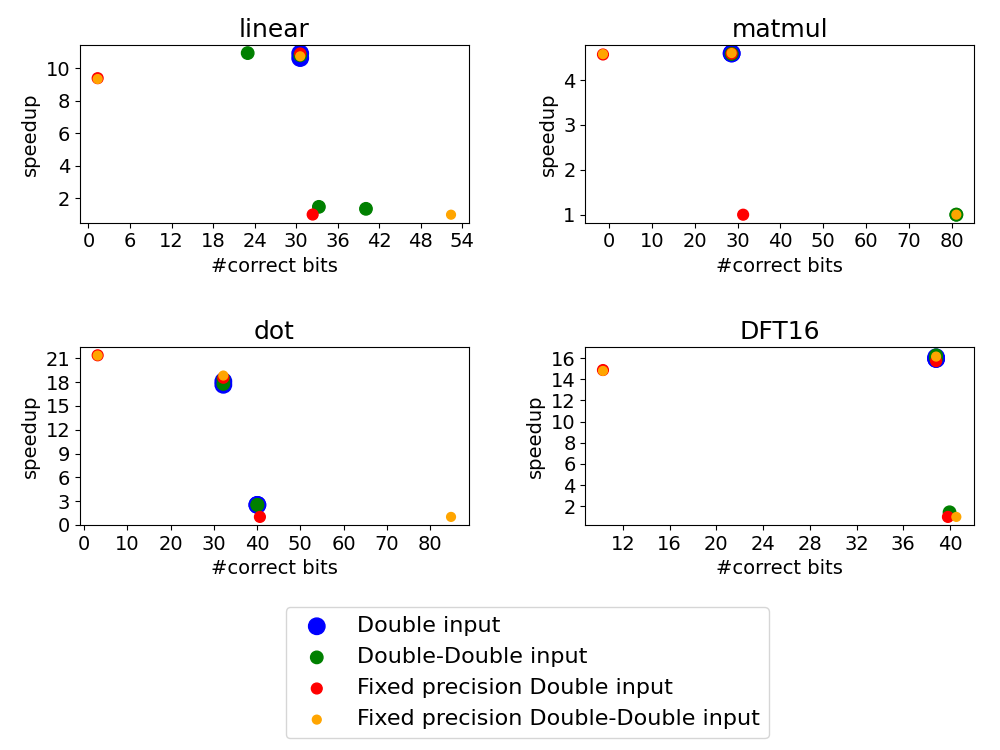 linear
matmul
speedup
10
8
6
4
2
0 6 12 18 24 30 36 42 48 54
#correct bits
speedup
4
3
2
1
0 10 20 30 40 50 60 70 80
#correct bits
dot
DFT16
speedup
21
18
15
12
9
6
3
0
0 10 20 30 40 50 60 70 80
#correct bits
speedup
16
14
12
10
8
6
4
2
12 16 20 24 28 32 36 40
#correct bits
Double input
Double-Double input
Fixed precision Double input
Fixed precision Double-Double input